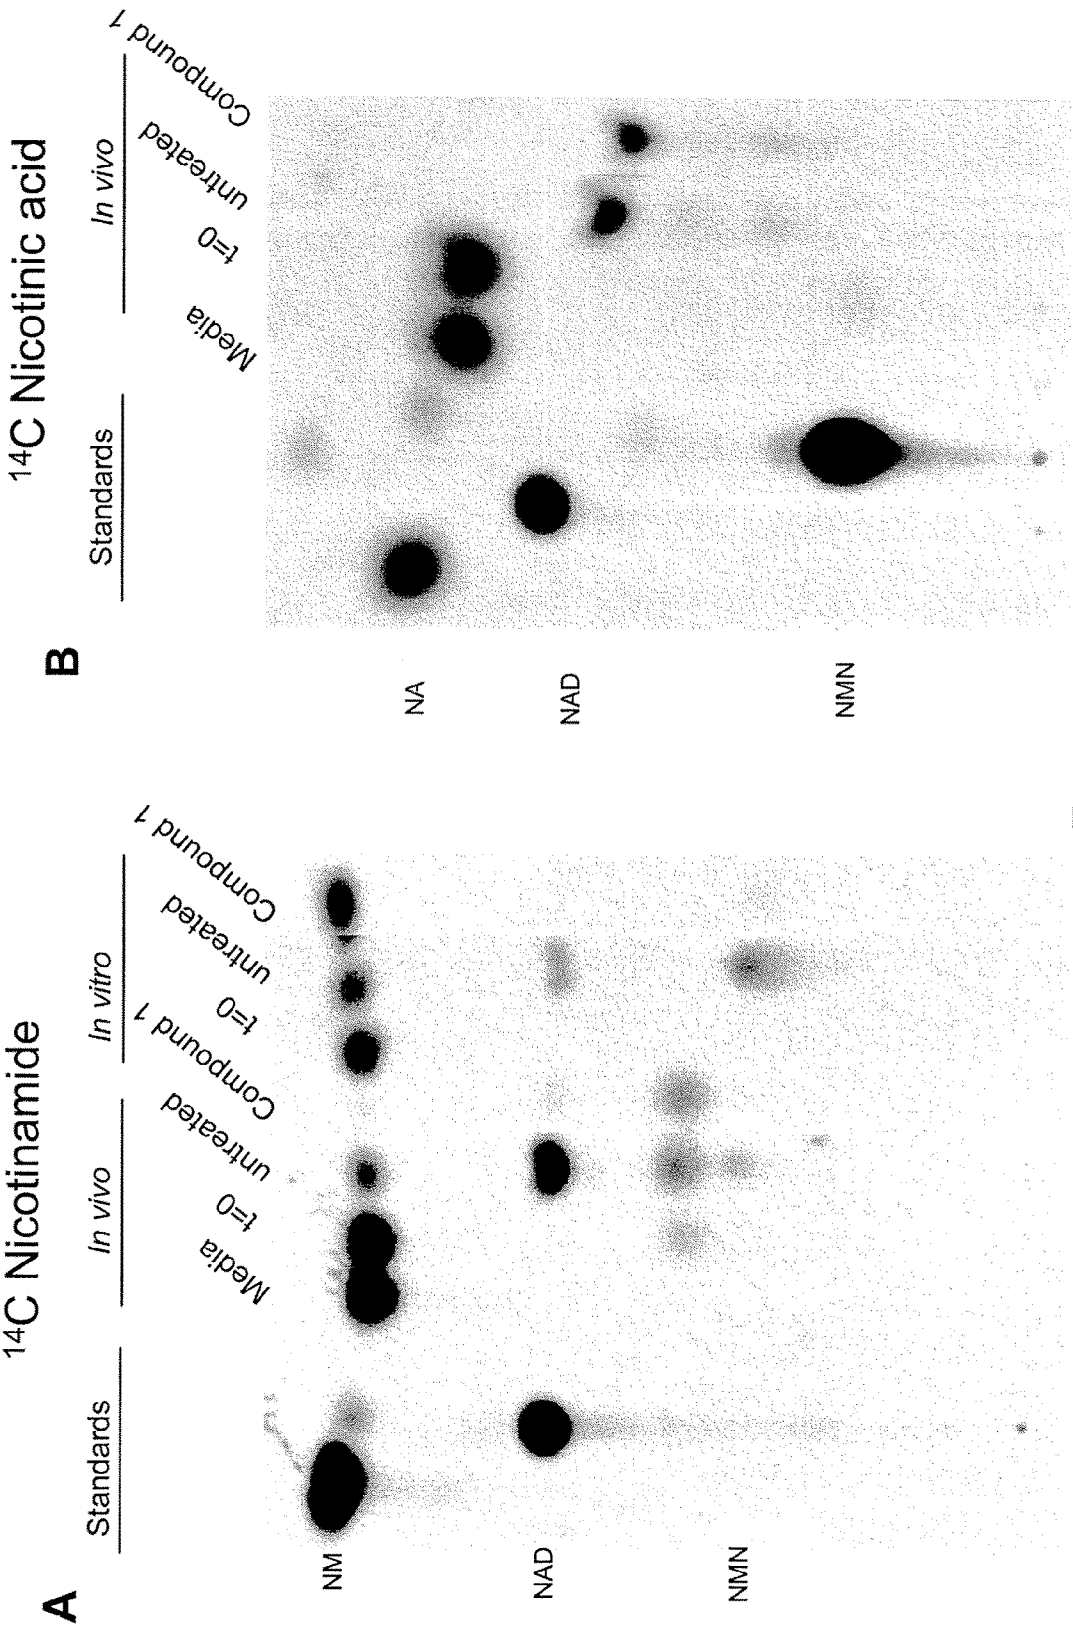 A
¹⁴C Nicotinamide
Standards
In vivo
In vitro
Media
t=0
untreated
Compound 1
t=0
untreated
Compound 1
NM
NAD
NMN
B
¹⁴C Nicotinic acid
Standards
In vivo
Media
t=0
untreated
Compound 1
NA
NAD
NMN